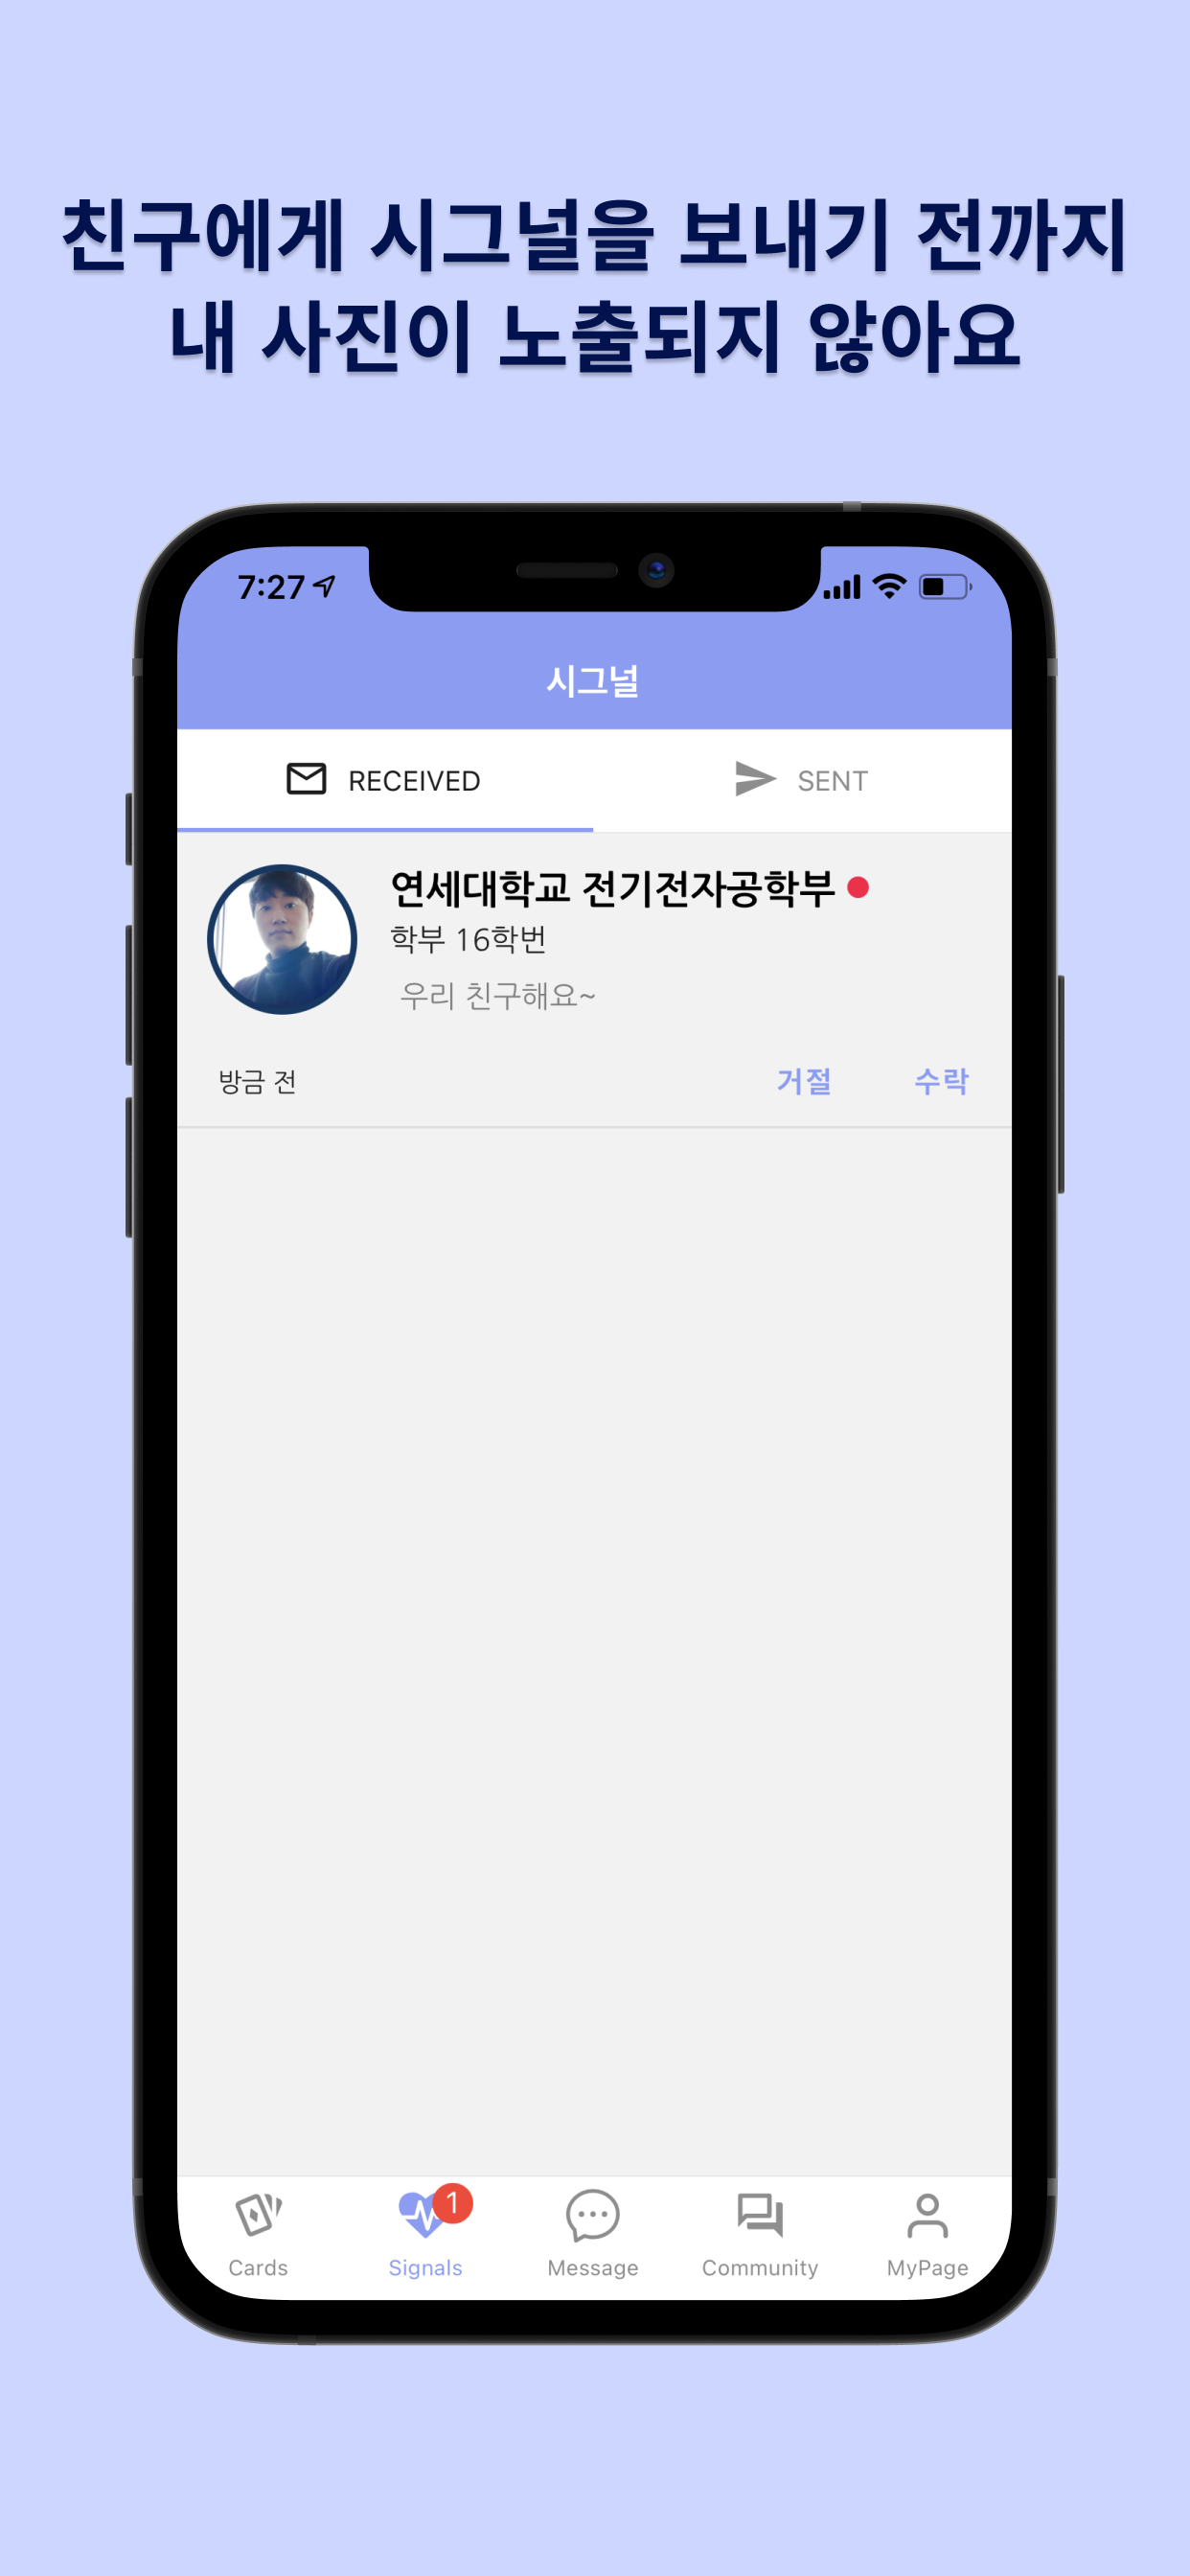 친구에게 시그널을 보내기 전까지
내 사진이 노출되지 않아요
7:27
시그널
RECEIVED
SENT
연세대학교 전기전자공학부
학부 16학번
우리 친구해요~
방금 전
거절
수락
1
Cards
Signals
Message
Community
MyPage